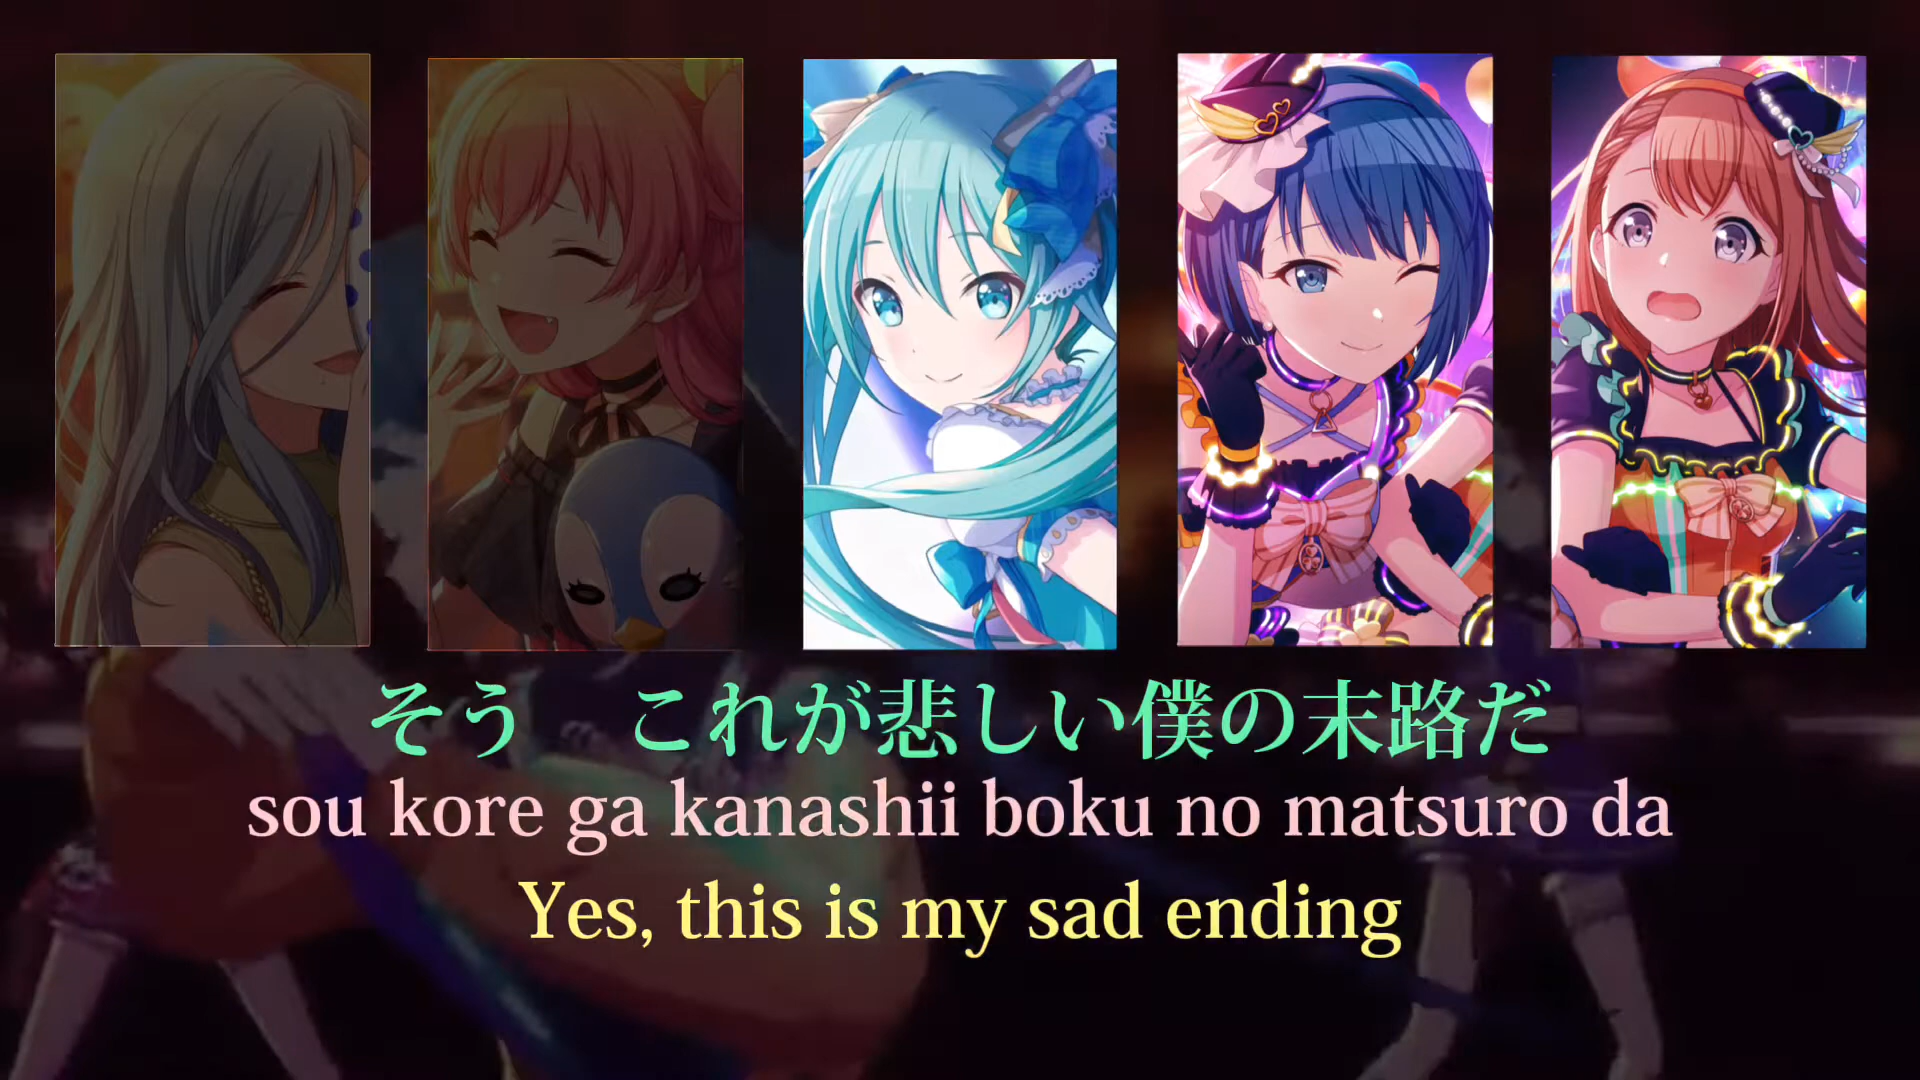 そう　これが悲しい僕の末路だ
sou kore ga kanashii boku no matsuro da
Yes, this is my sad ending